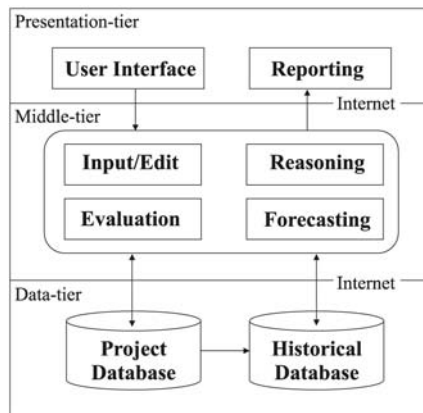 Presentation-tier
User Interface
Reporting
Internet
Middle-tier
Input/Edit
Reasoning
Evaluation
Forecasting
Internet
Data-tier
Project
Database
Historical
Database